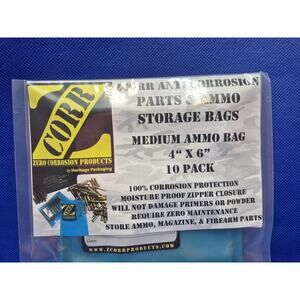 Z CORR ANTI CORROSION
PARTS & AMMO
STORAGE BAGS
MEDIUM AMMO BAG
4" X 6"
10 PACK
100% CORROSION PROTECTION
MOISTURE PROOF ZIPPER CLOSURE
WILL NOT DAMAGE PRIMERS OR POWDER
REQUIRE ZERO MAINTENANCE
STORE AMMO, MAGAZINE, & FIREARM PARTS
Z
CORR
ZERO CORROSION PRODUCTS
by Heritage Packaging
WWW.ZCORRPRODUCTS.COM